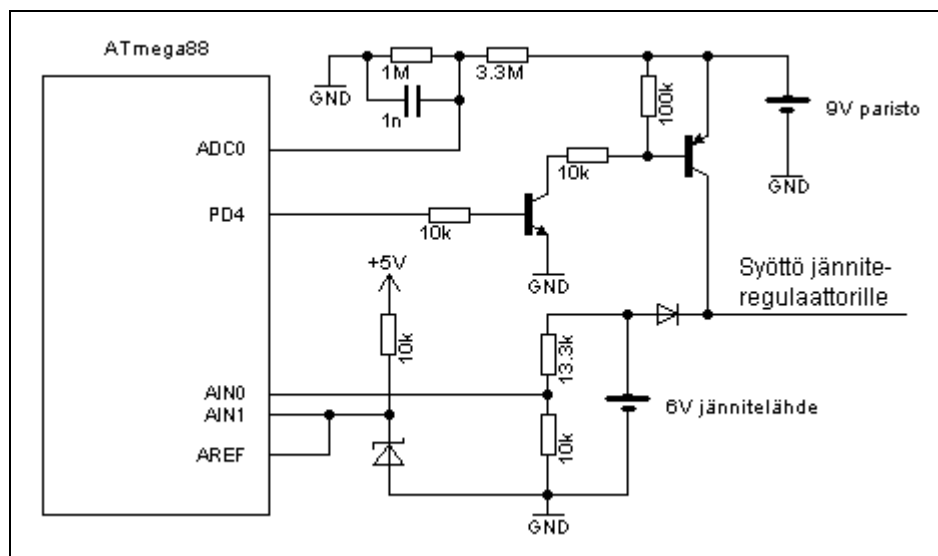 ATmega88
1M
3.3M
GND
1n
100k
9V paristo
ADC0
10k
GND
PD4
10k
+5V
GND
Syöttö jännite-
regulaattorille
10k
13.3k
AIN0
AIN1
6V jännitelähde
AREF
10k
GND